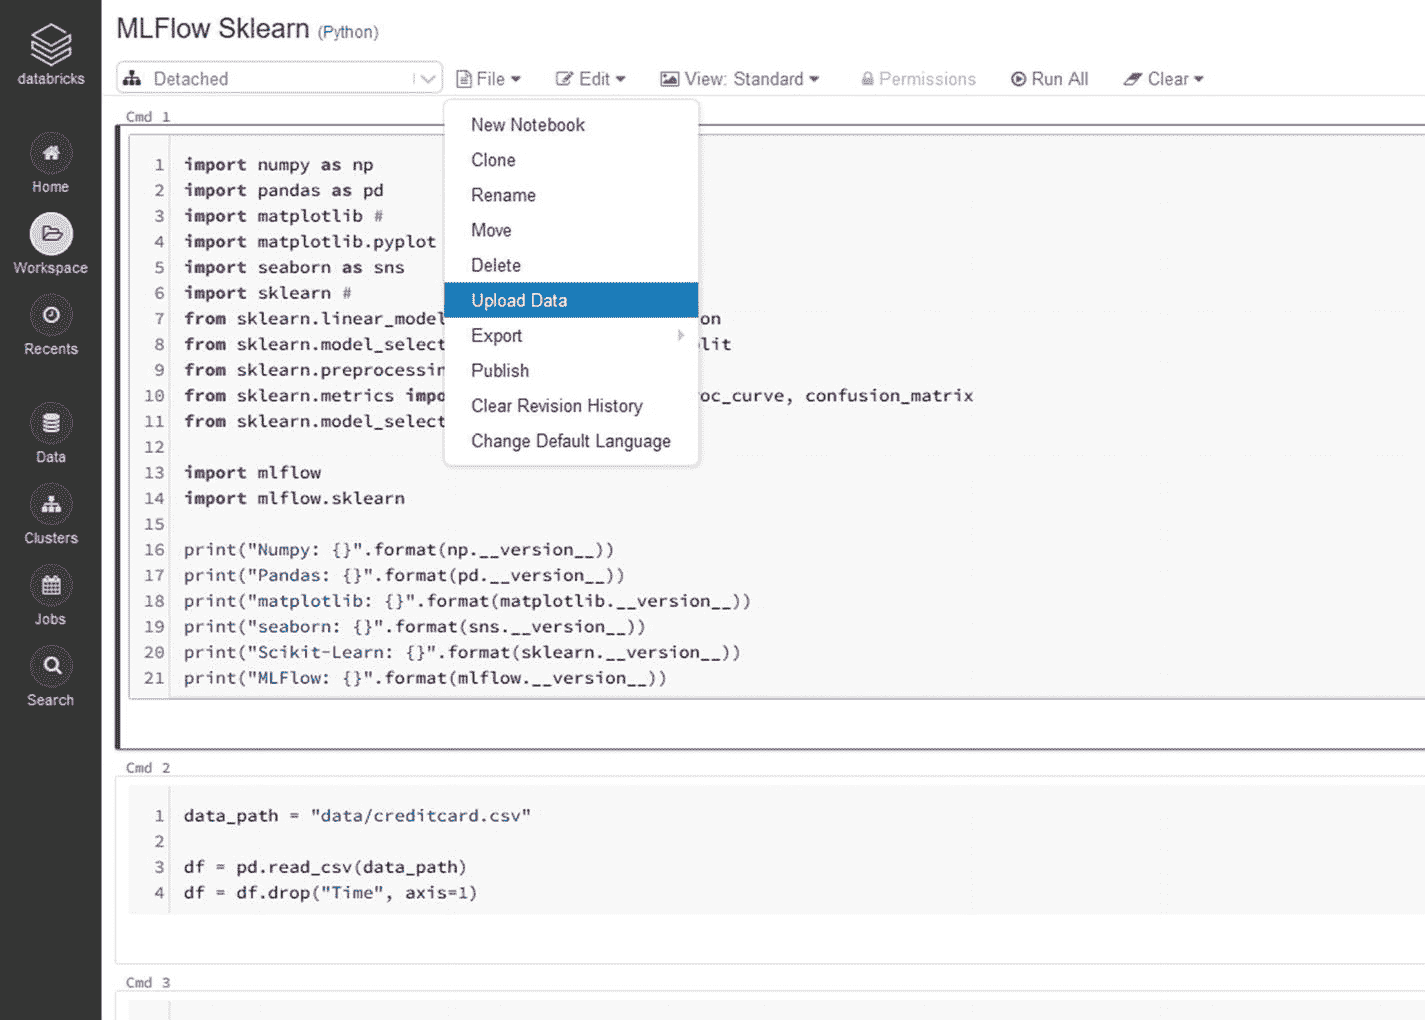 databricks
Home
Workspace
Recents
Data
Clusters
Jobs
Search
MLFlow Sklearn (Python)
Detached File Edit View: Standard Permissions Run All Clear
New Notebook
Clone
Rename
Move
Delete
Upload Data
Export
Publish
Clear Revision History
Change Default Language
Cmd 1
1 import numpy as np
2 import pandas as pd
3 import matplotlib #
4 import matplotlib.pyplot
5 import seaborn as sns
6 import sklearn #
7 from sklearn.linear_model on
8 from sklearn.model_select lit
9 from sklearn.preprocessin
10 from sklearn.metrics impo oc_curve, confusion_matrix
11 from sklearn.model_select
12
13 import mlflow
14 import mlflow.sklearn
15
16 print("Numpy: {}".format(np.__version__))
17 print("Pandas: {}".format(pd.__version__))
18 print("matplotlib: {}".format(matplotlib.__version__))
19 print("seaborn: {}".format(sns.__version__))
20 print("Scikit-Learn: {}".format(sklearn.__version__))
21 print("MLFlow: {}".format(mlflow.__version__))
Cmd 2
1 data_path = "data/creditcard.csv"
2
3 df = pd.read_csv(data_path)
4 df = df.drop("Time", axis=1)
Cmd 3